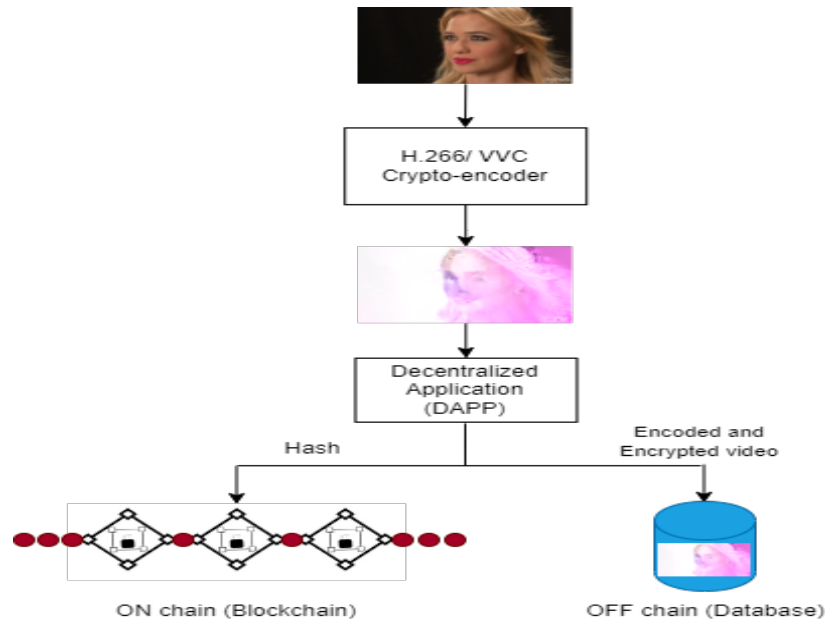 H.266/ VVC
Crypto-encoder
Decentralized
Application
(DAPP)
Hash
Encoded and
Encrypted video
ON chain (Blockchain)
OFF chain (Database)